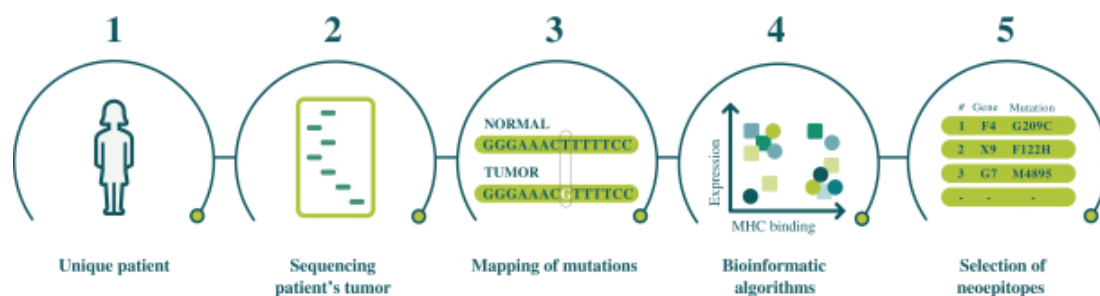 1
2
3
4
5
NORMAL
GGGAAACTTTTTCC
TUMOR
GGGAAACGTTTTCC
Expression
MHC binding
# Gene Mutation
1 F4 G209C
2 X9 F122H
3 G7 M4895
- - -
Unique patient
Sequencing
patient's tumor
Mapping of mutations
Bioinformatic
algorithms
Selection of
neoepitopes